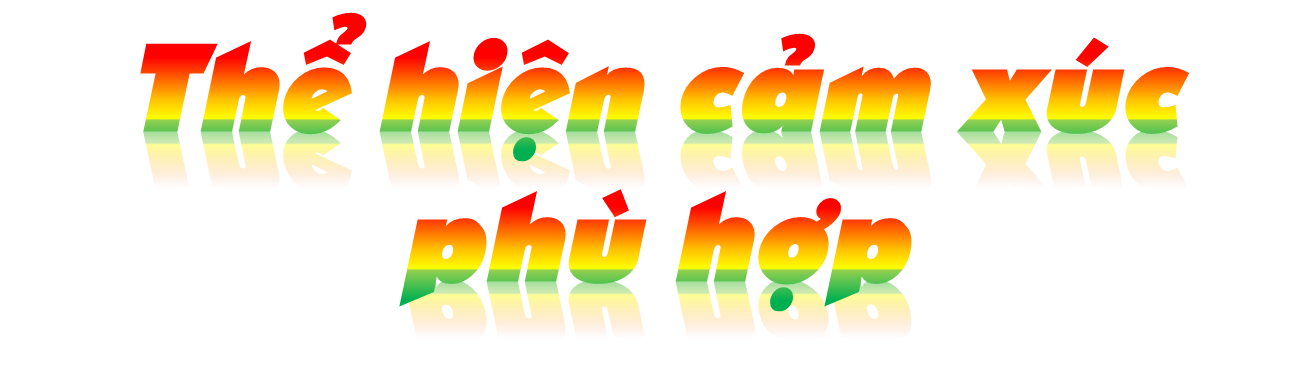 Thể hiện cảm xúc
phù hợp